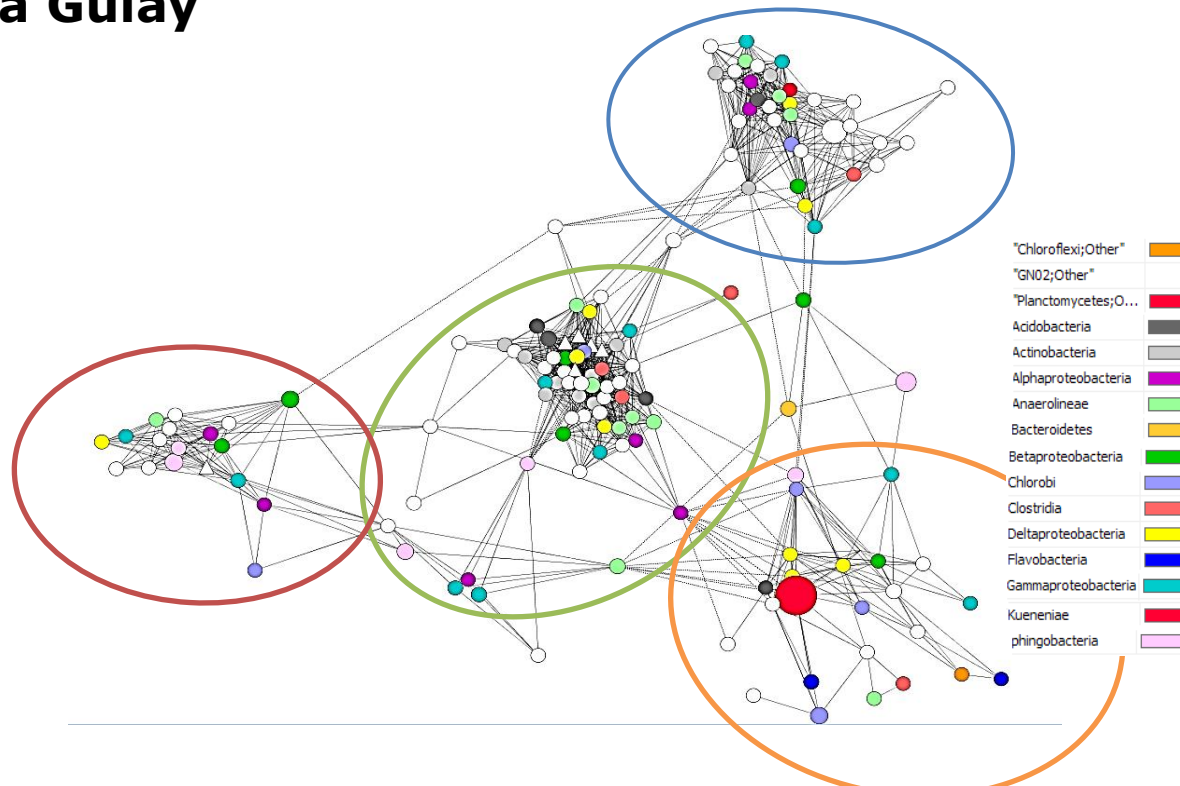 a Gulay
"Chloroflexi;Other"
"GN02;Other"
"Planctomycetes;O...
Acidobacteria
Actinobacteria
Alphaproteobacteria
Anaerolineae
Bacteroidetes
Betaproteobacteria
Chlorobi
Clostridia
Deltaproteobacteria
Flavobacteria
Gammaproteobacteria
Kueneniae
phingobacteria